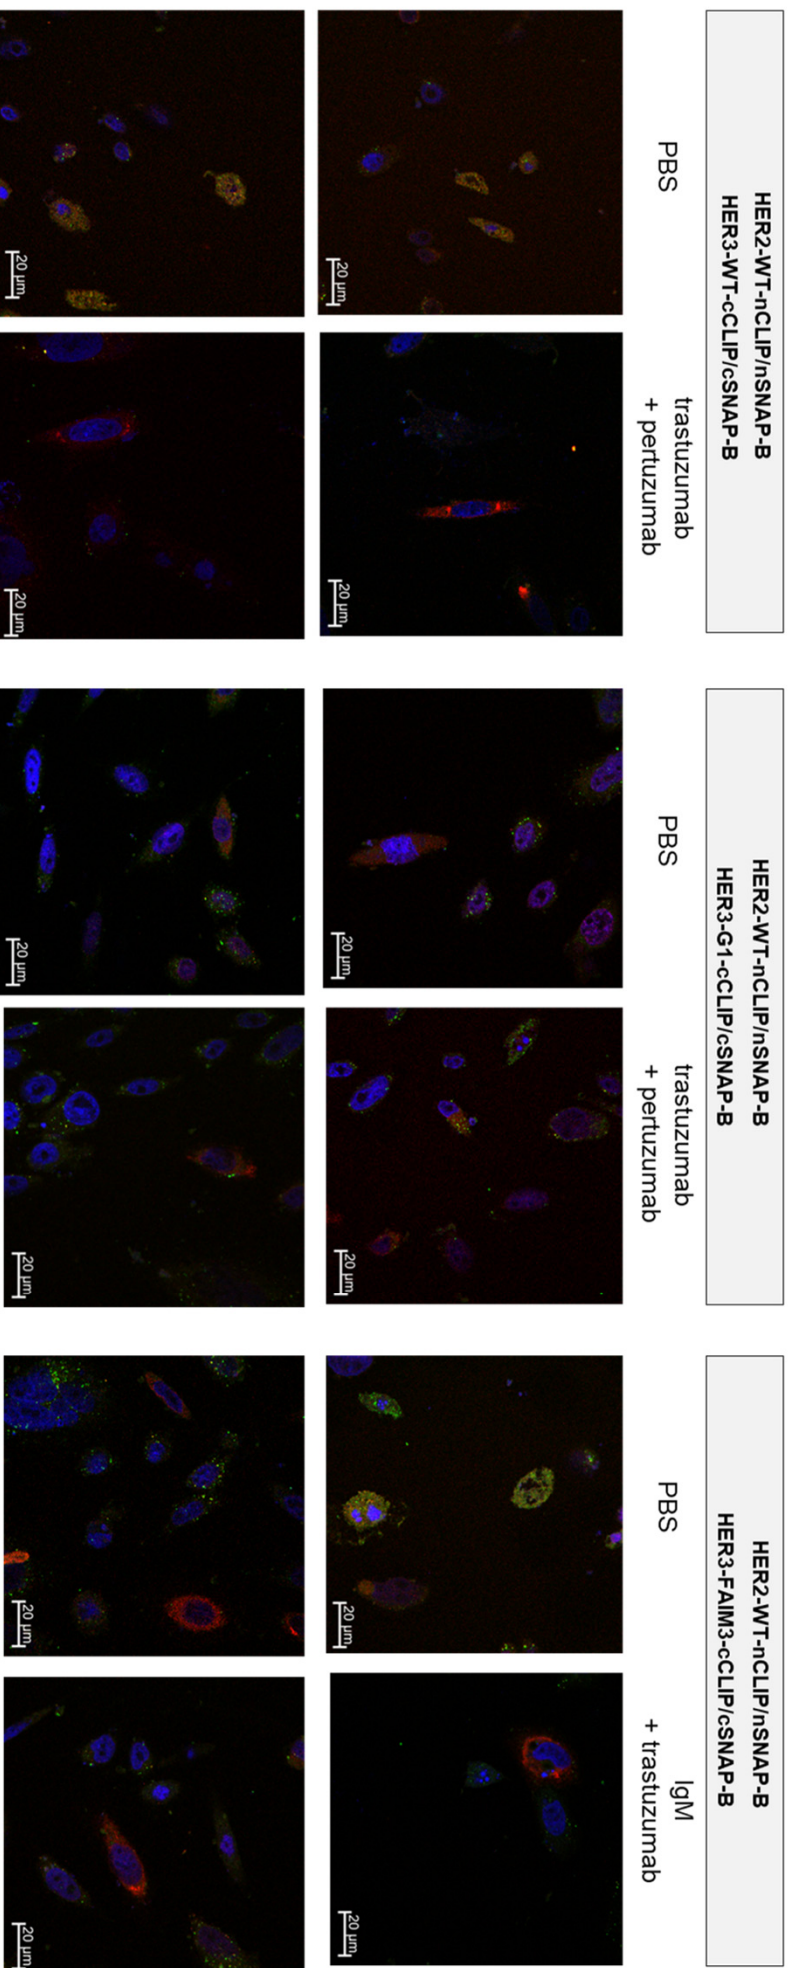 HER2-WT-nCLIP/nSNAP-B
HER3-WT-cCLIP/cSNAP-B
PBS
trastuzumab
+ pertuzumab
20 µm
20 µm
20 µm
20 µm
HER2-WT-nCLIP/nSNAP-B
HER3-G1-cCLIP/cSNAP-B
PBS
trastuzumab
+ pertuzumab
20 µm
20 µm
20 µm
20 µm
HER2-WT-nCLIP/nSNAP-B
HER3-FAIM3-cCLIP/cSNAP-B
PBS
IgM
+ trastuzumab
20 µm
20 µm
20 µm
20 µm